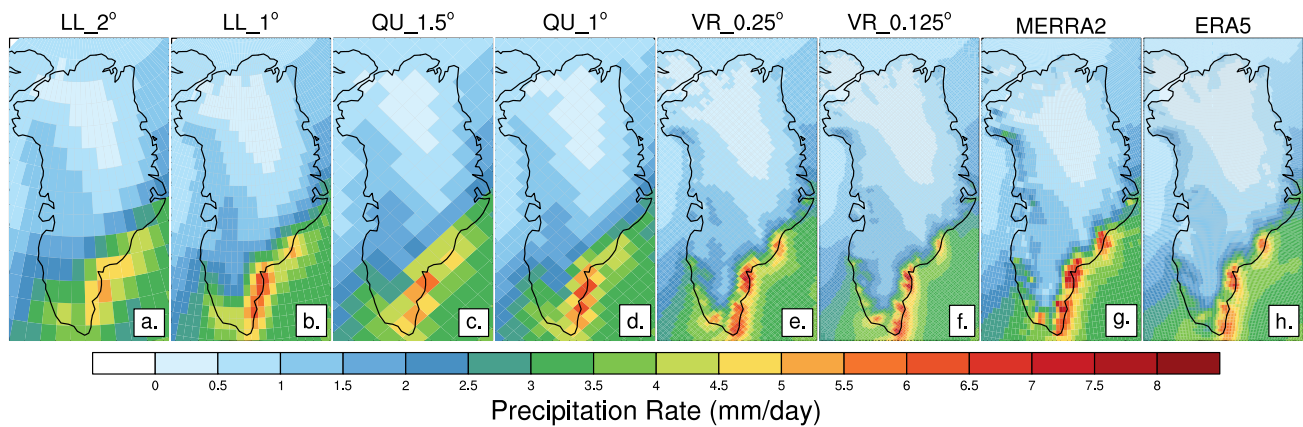 LL_2° LL_1° QU_1.5° QU_1° VR_0.25° VR_0.125° MERRA2 ERA5
a. b. c. d. e. f. g. h.
0 0.5 1 1.5 2 2.5 3 3.5 4 4.5 5 5.5 6 6.5 7 7.5 8
Precipitation Rate (mm/day)